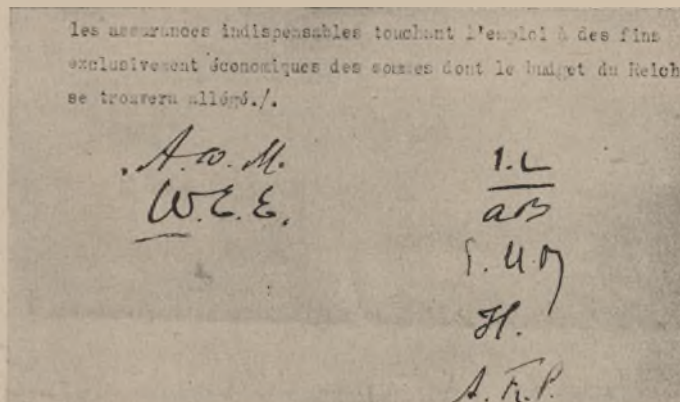 les assurances indispensables touchant l'emploi à des fins
exclusivement économiques des sommes dont le budget du Reich
se trouvera allégé./.
A.W.M.
W.E.E.
H.